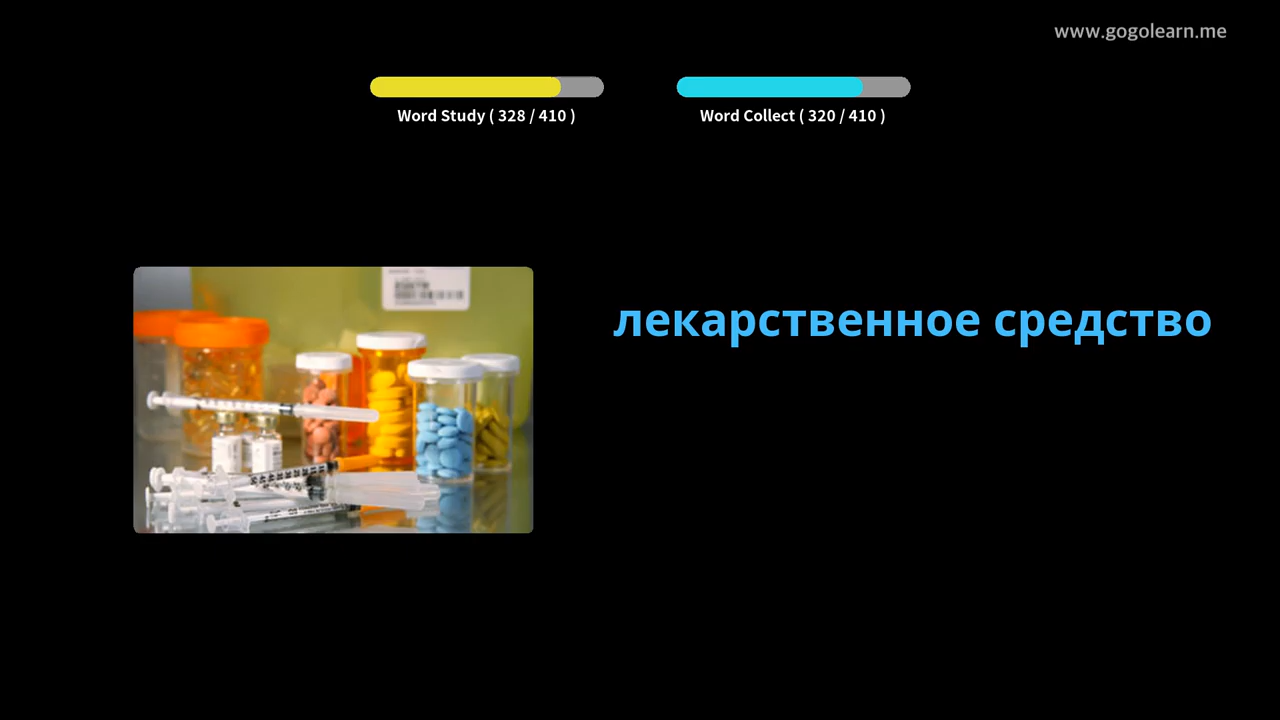 www.gogolearn.me
Word Study ( 328 / 410 )
Word Collect ( 320 / 410 )
лекарственное средство